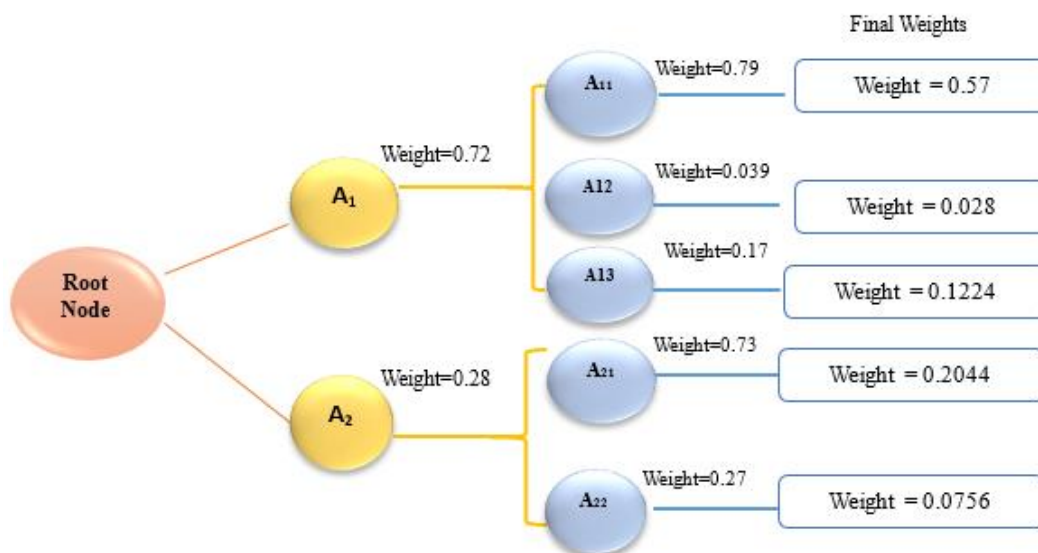 Final Weights
A₁₁
Weight=0.79
Weight = 0.57
Weight=0.72
A12
Weight=0.039
Weight = 0.028
A₁
A13
Weight=0.17
Weight = 0.1224
Root
Node
A₂₁
Weight=0.73
Weight = 0.2044
Weight=0.28
A₂
A₂₂
Weight=0.27
Weight = 0.0756